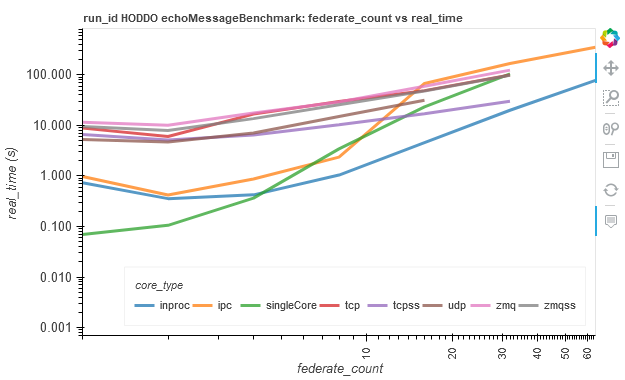 run_id HODDO echoMessageBenchmark: federate_count vs real_time
100.000
10.000
1.000
0.100
0.010
0.001
real_time (s)
core_type
inproc ipc singleCore tcp tcpss udp zmq zmqss
10 20 30 40 50 60
federate_count